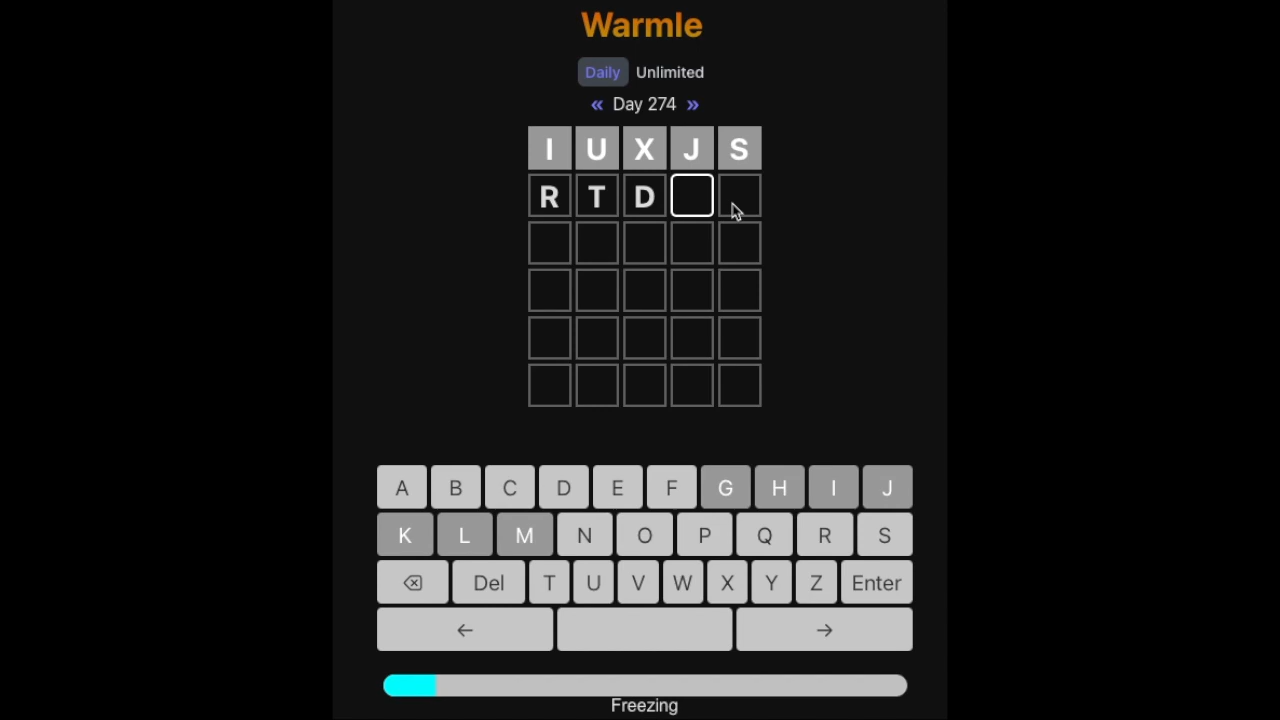 Warmle
Daily Unlimited
« Day 274 »
I U X J S
R T D
A B C D E F G H I J
K L M N O P Q R S
⌫ Del T U V W X Y Z Enter
← →
Freezing